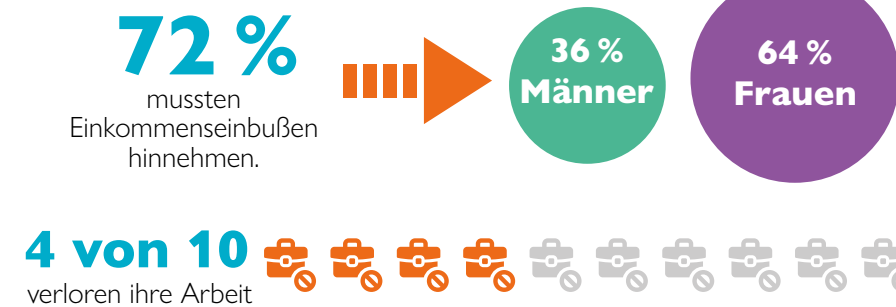 72 %
mussten
Einkommenseinbußen
hinnehmen.
36 %
Männer
64 %
Frauen
4 von 10
verloren ihre Arbeit